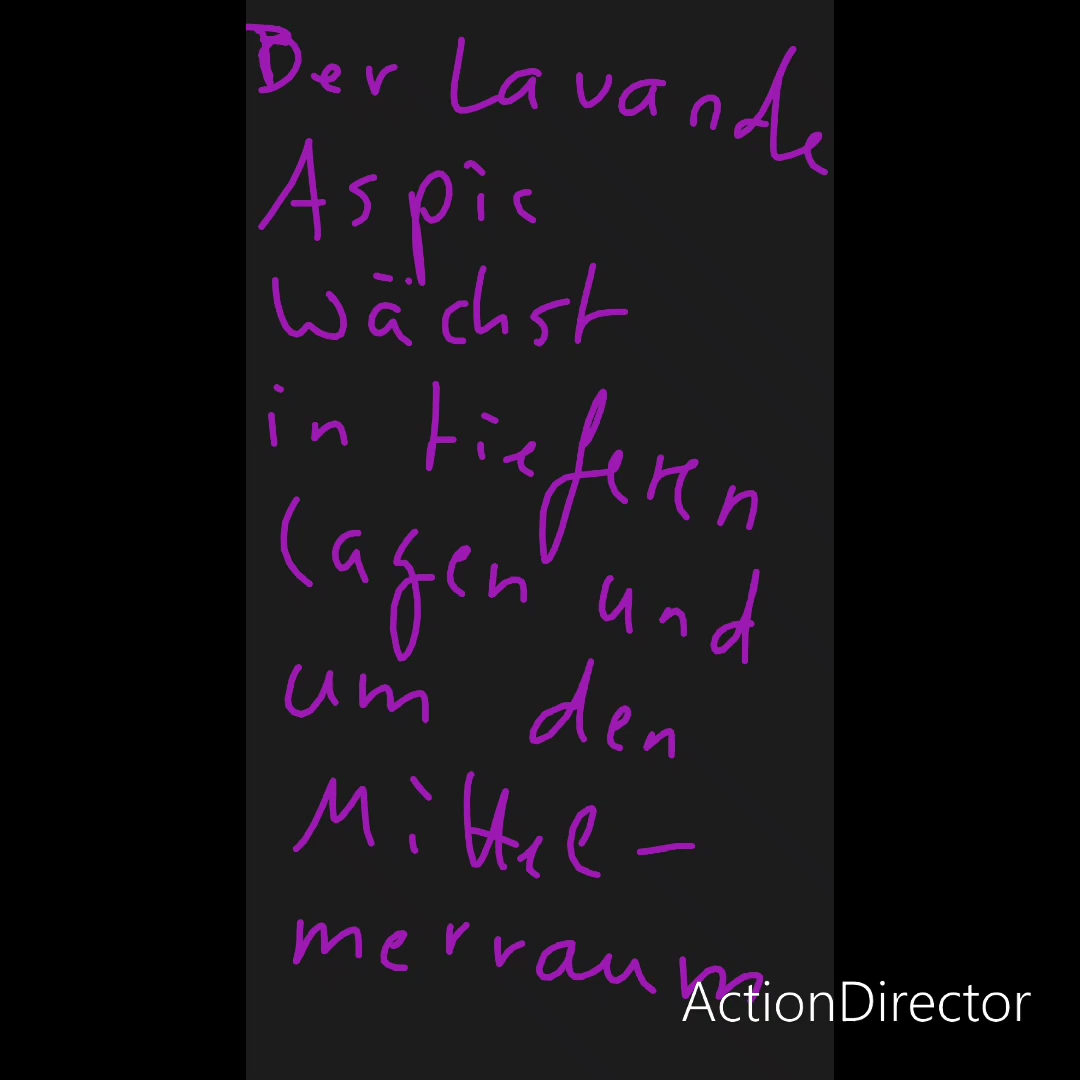 Der Lavande
Aspic
wächst
in tieferen
Lagen und
um den
Mittel-
merraum
ActionDirector